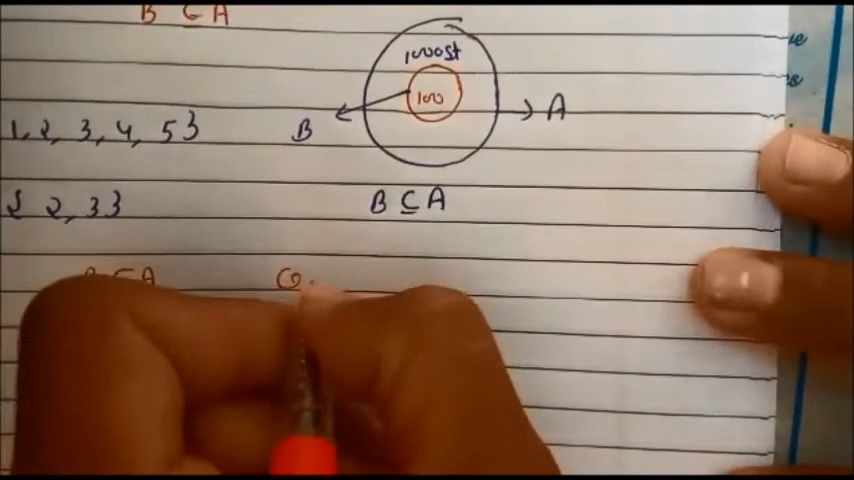 B ⊆ A
1000st
100
1, 2, 3, 4, 5}
B
A
{ 2, 3}
B ⊆ A
B ⊆ A
Q.